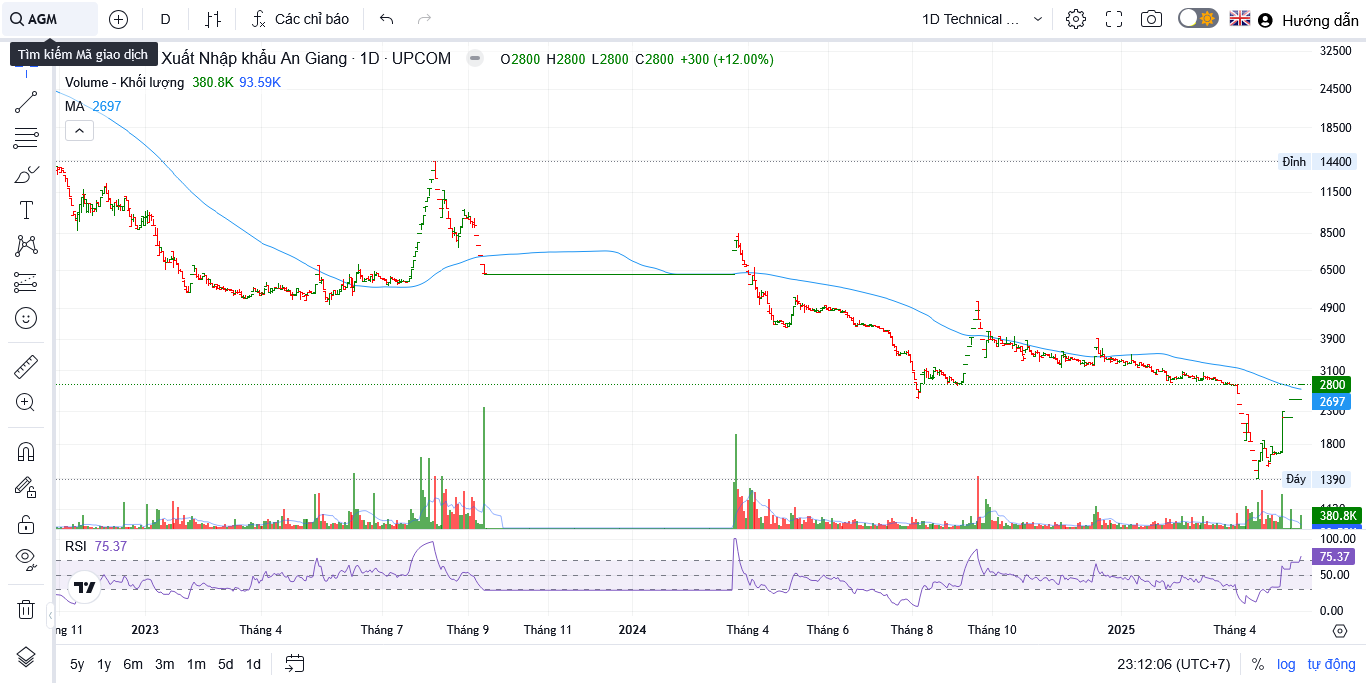 AGM
D
Các chỉ báo
1D Technical ...
Hướng dẫn
Tìm kiếm Mã giao dịch
Xuất Nhập khẩu An Giang · 1D · UPCOM
O2800 H2800 L2800 C2800 +300 (+12.00%)
Volume - Khối lượng 380.8K 93.59K
MA 2697
32500
24500
18500
Đỉnh 14400
11500
8500
6500
4900
3900
3100
2800
2697
2300
1800
Đáy 1390
380.8K
RSI 75.37
100.00
75.37
50.00
0.00
ng 11 2023 Tháng 4 Tháng 7 Tháng 9 Tháng 11 2024 Tháng 4 Tháng 6 Tháng 8 Tháng 10 2025 Tháng 4
5y 1y 6m 3m 1m 5d 1d
23:12:06 (UTC+7) % log tự động